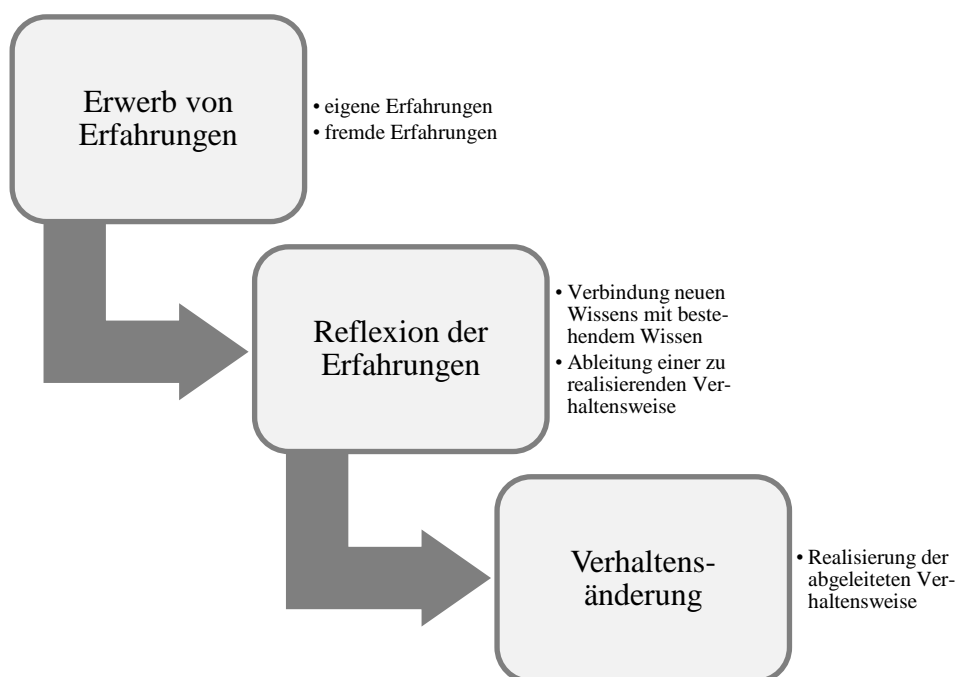 Erwerb von
Erfahrungen
• eigene Erfahrungen
• fremde Erfahrungen
Reflexion der
Erfahrungen
• Verbindung neuen
Wissens mit beste-
hendem Wissen
• Ableitung einer zu
realisierenden Ver-
haltensweise
Verhaltens-
änderung
• Realisierung der
abgeleiteten Ver-
haltensweise